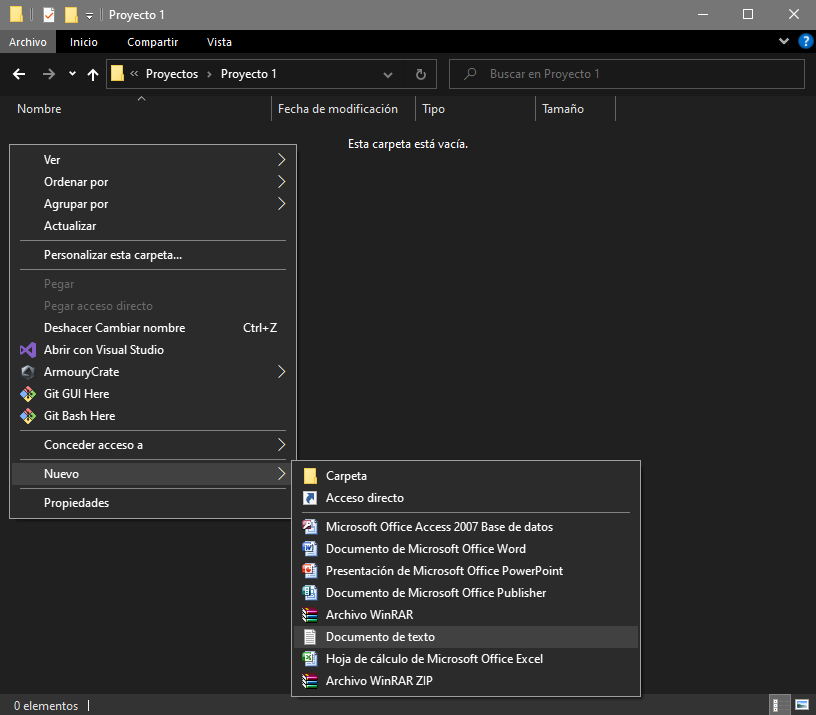 Proyecto 1
Archivo Inicio Compartir Vista
Proyectos Proyecto 1 Buscar en Proyecto 1
Nombre Fecha de modificación Tipo Tamaño
Esta carpeta está vacía.
Ver
Ordenar por
Agrupar por
Actualizar
Personalizar esta carpeta...
Pegar
Pegar acceso directo
Deshacer Cambiar nombre Ctrl+Z
Abrir con Visual Studio
ArmouryCrate
Git GUI Here
Git Bash Here
Conceder acceso a
Nuevo
Propiedades
Carpeta
Acceso directo
Microsoft Office Access 2007 Base de datos
Documento de Microsoft Office Word
Presentación de Microsoft Office PowerPoint
Documento de Microsoft Office Publisher
Archivo WinRAR
Documento de texto
Hoja de cálculo de Microsoft Office Excel
Archivo WinRAR ZIP
0 elementos